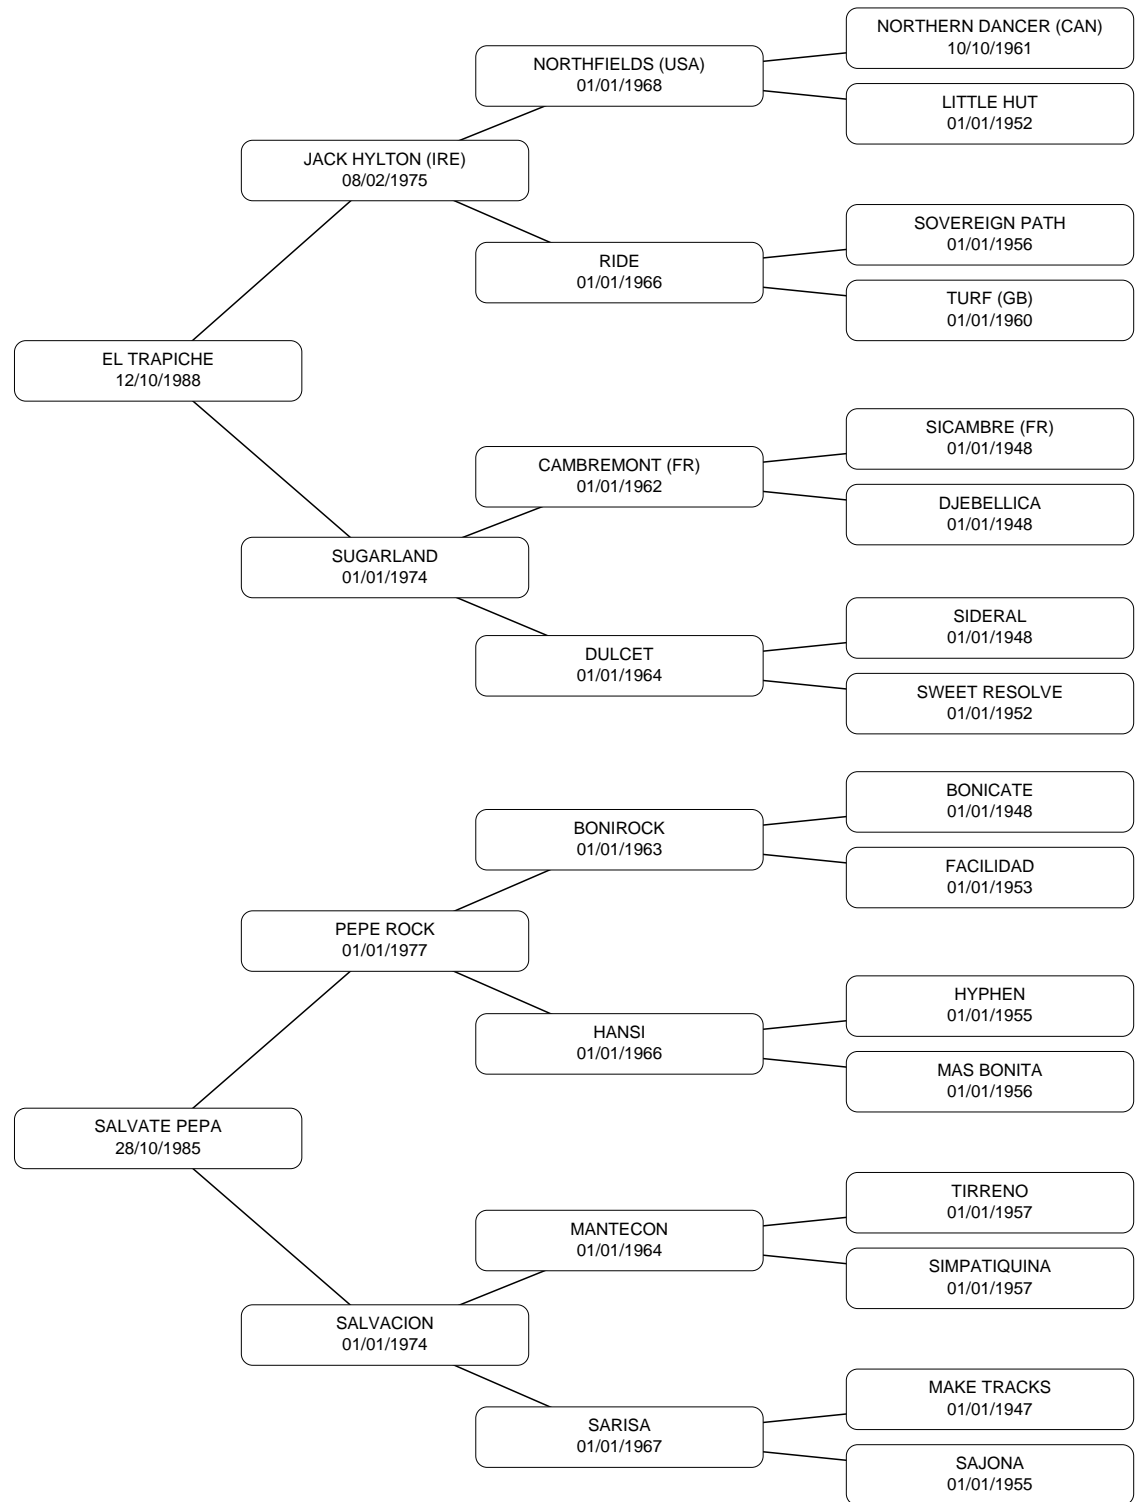 NORTHERN DANCER (CAN)
10/10/1961
NORTHFIELDS (USA)
01/01/1968
LITTLE HUT
01/01/1952
JACK HYLTON (IRE)
08/02/1975
SOVEREIGN PATH
01/01/1956
RIDE
01/01/1966
TURF (GB)
01/01/1960
EL TRAPICHE
12/10/1988
SICAMBRE (FR)
01/01/1948
CAMBREMONT (FR)
01/01/1962
DJEBELLICA
01/01/1948
SUGARLAND
01/01/1974
SIDERAL
01/01/1948
DULCET
01/01/1964
SWEET RESOLVE
01/01/1952
BONICATE
01/01/1948
BONIROCK
01/01/1963
FACILIDAD
01/01/1953
PEPE ROCK
01/01/1977
HYPHEN
01/01/1955
HANSI
01/01/1966
MAS BONITA
01/01/1956
SALVATE PEPA
28/10/1985
TIRRENO
01/01/1957
MANTECON
01/01/1964
SIMPATIQUINA
01/01/1957
SALVACION
01/01/1974
MAKE TRACKS
01/01/1947
SARISA
01/01/1967
SAJONA
01/01/1955